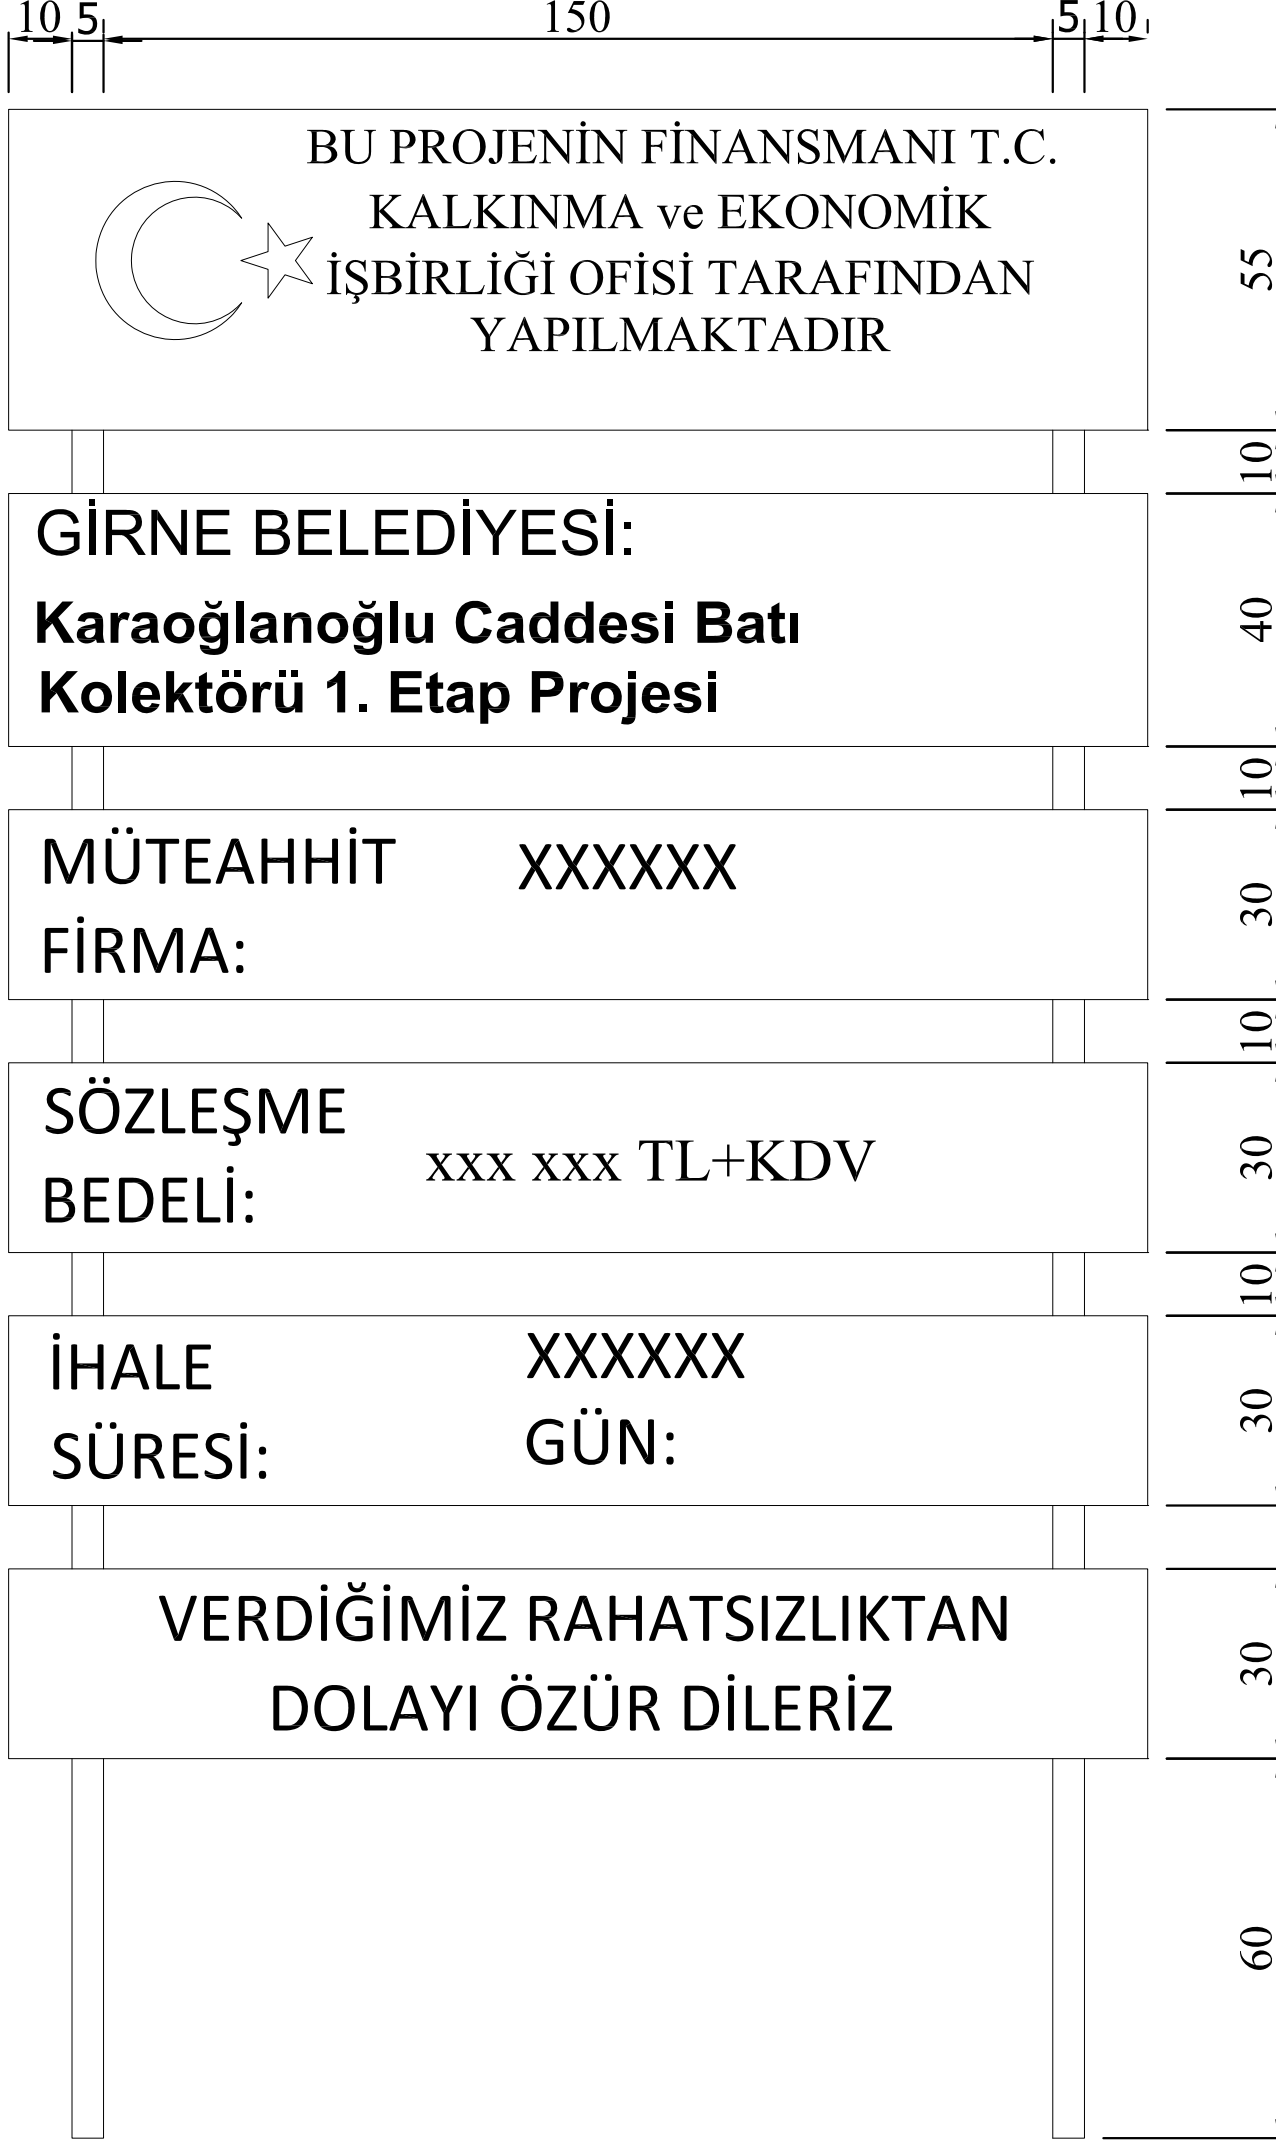 10 5 150 5 10
BU PROJENİN FİNANSMANI T.C.
KALKINMA ve EKONOMİK
İŞBİRLİĞİ OFİSİ TARAFINDAN
YAPILMAKTADIR
55
10
GİRNE BELEDİYESİ:
Karaoğlanoğlu Caddesi Batı
Kolektörü 1. Etap Projesi
40
10
MÜTEAHHİT XXXXXX
FİRMA:
30
10
SÖZLEŞME
BEDELİ:
xxx xxx TL+KDV
30
10
İHALE XXXXXX
SÜRESİ: GÜN:
30
VERDİĞİMİZ RAHATSIZLIKTAN
DOLAYI ÖZÜR DİLERİZ
30
60